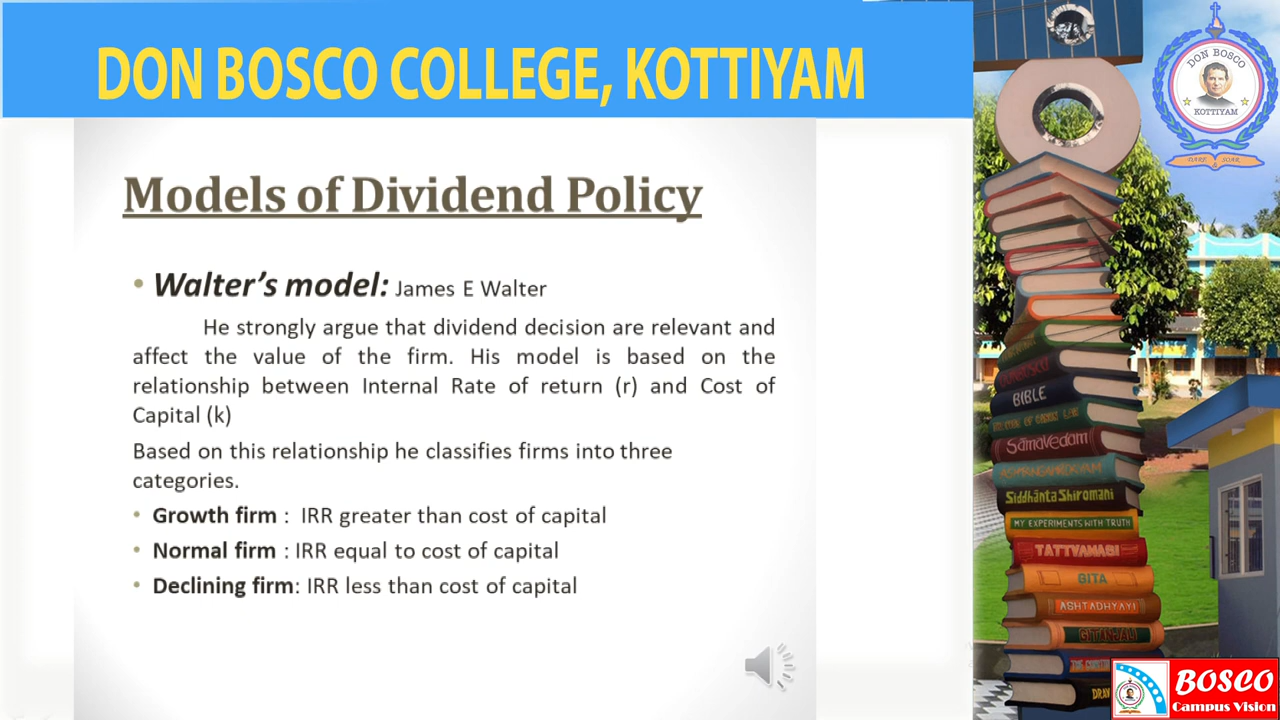 DON BOSCO COLLEGE, KOTTIYAM
Models of Dividend Policy
• Walter's model: James E Walter
He strongly argue that dividend decision are relevant and
affect the value of the firm. His model is based on the
relationship between Internal Rate of return (r) and Cost of
Capital (k)
Based on this relationship he classifies firms into three
categories.
• Growth firm : IRR greater than cost of capital
• Normal firm : IRR equal to cost of capital
• Declining firm: IRR less than cost of capital
DON BOSCO
KOTTIYAM
DARE & SOAR
BIBLE
Samavedam
Siddhānta Shiromani
MY EXPERIMENTS WITH TRUTH
TATTVAMASI
GITA
ASHTADHYAYI
GITANJALI
BOSCO
Campus Vision